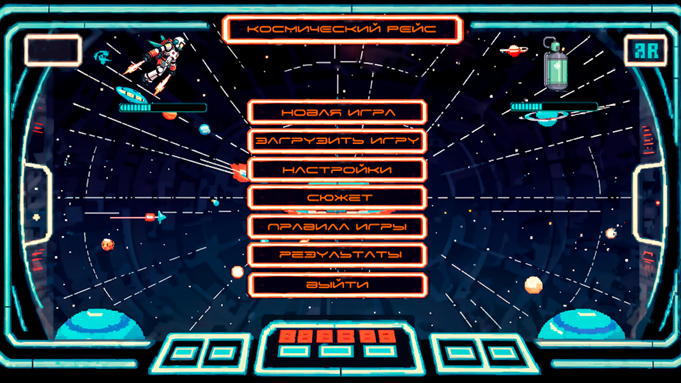 КОСМИЧЕСКИЙ РЕЙС
НОВАЯ ИГРА
ЗАГРУЗИТЬ ИГРУ
НАСТРОЙКИ
СЮЖЕТ
ПРАВИЛА ИГРЫ
РЕЗУЛЬТАТЫ
ВЫЙТИ